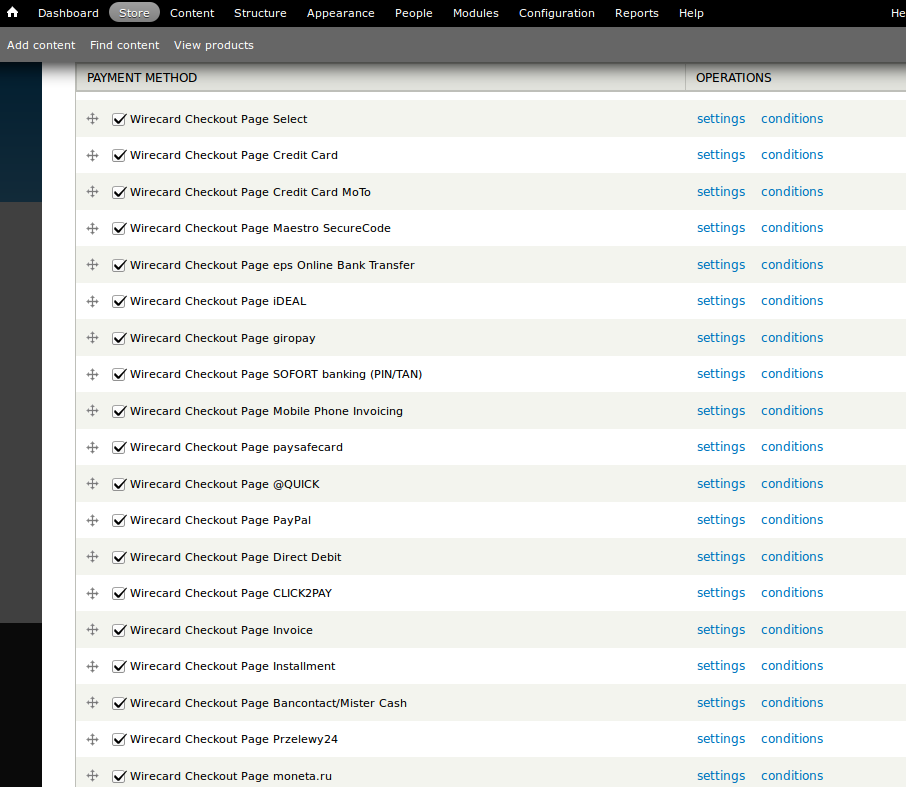 Dashboard Store Content Structure Appearance People Modules Configuration Reports Help He
Add content Find content View products
PAYMENT METHOD OPERATIONS
Wirecard Checkout Page Select settings conditions
Wirecard Checkout Page Credit Card settings conditions
Wirecard Checkout Page Credit Card MoTo settings conditions
Wirecard Checkout Page Maestro SecureCode settings conditions
Wirecard Checkout Page eps Online Bank Transfer settings conditions
Wirecard Checkout Page iDEAL settings conditions
Wirecard Checkout Page giropay settings conditions
Wirecard Checkout Page SOFORT banking (PIN/TAN) settings conditions
Wirecard Checkout Page Mobile Phone Invoicing settings conditions
Wirecard Checkout Page paysafecard settings conditions
Wirecard Checkout Page @QUICK settings conditions
Wirecard Checkout Page PayPal settings conditions
Wirecard Checkout Page Direct Debit settings conditions
Wirecard Checkout Page CLICK2PAY settings conditions
Wirecard Checkout Page Invoice settings conditions
Wirecard Checkout Page Installment settings conditions
Wirecard Checkout Page Bancontact/Mister Cash settings conditions
Wirecard Checkout Page Przelewy24 settings conditions
Wirecard Checkout Page moneta.ru settings conditions